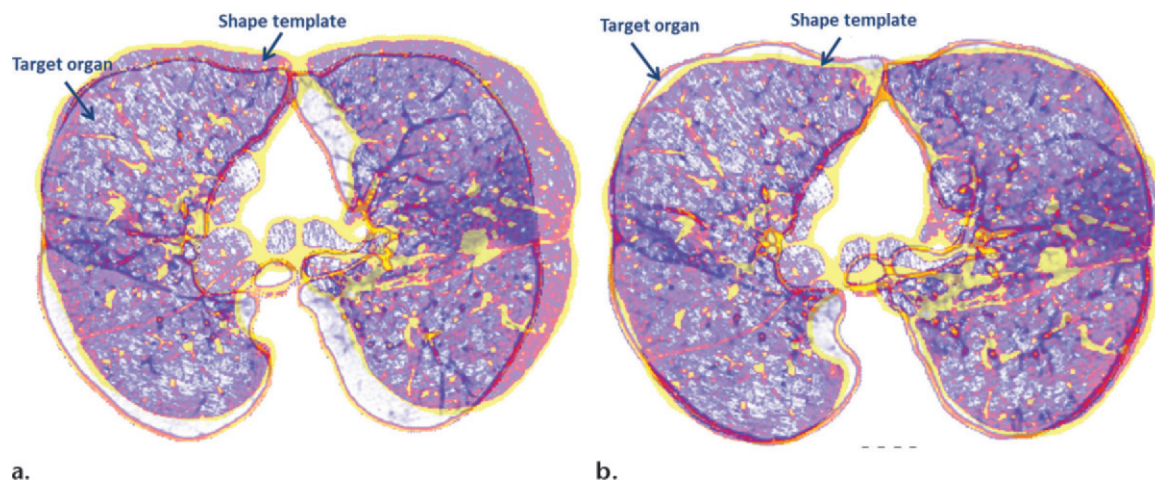 Shape template
Target organ
Shape template
Target organ
a.
b.